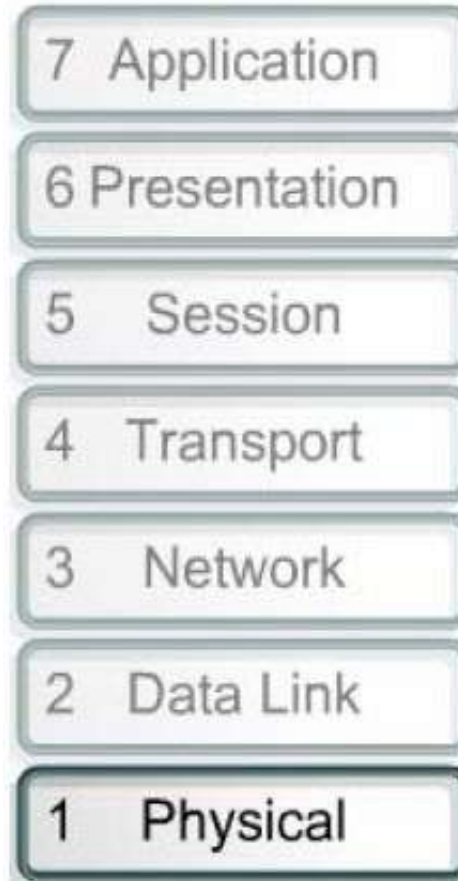 7 Application
6 Presentation
5 Session
4 Transport
3 Network
2 Data Link
1 Physical